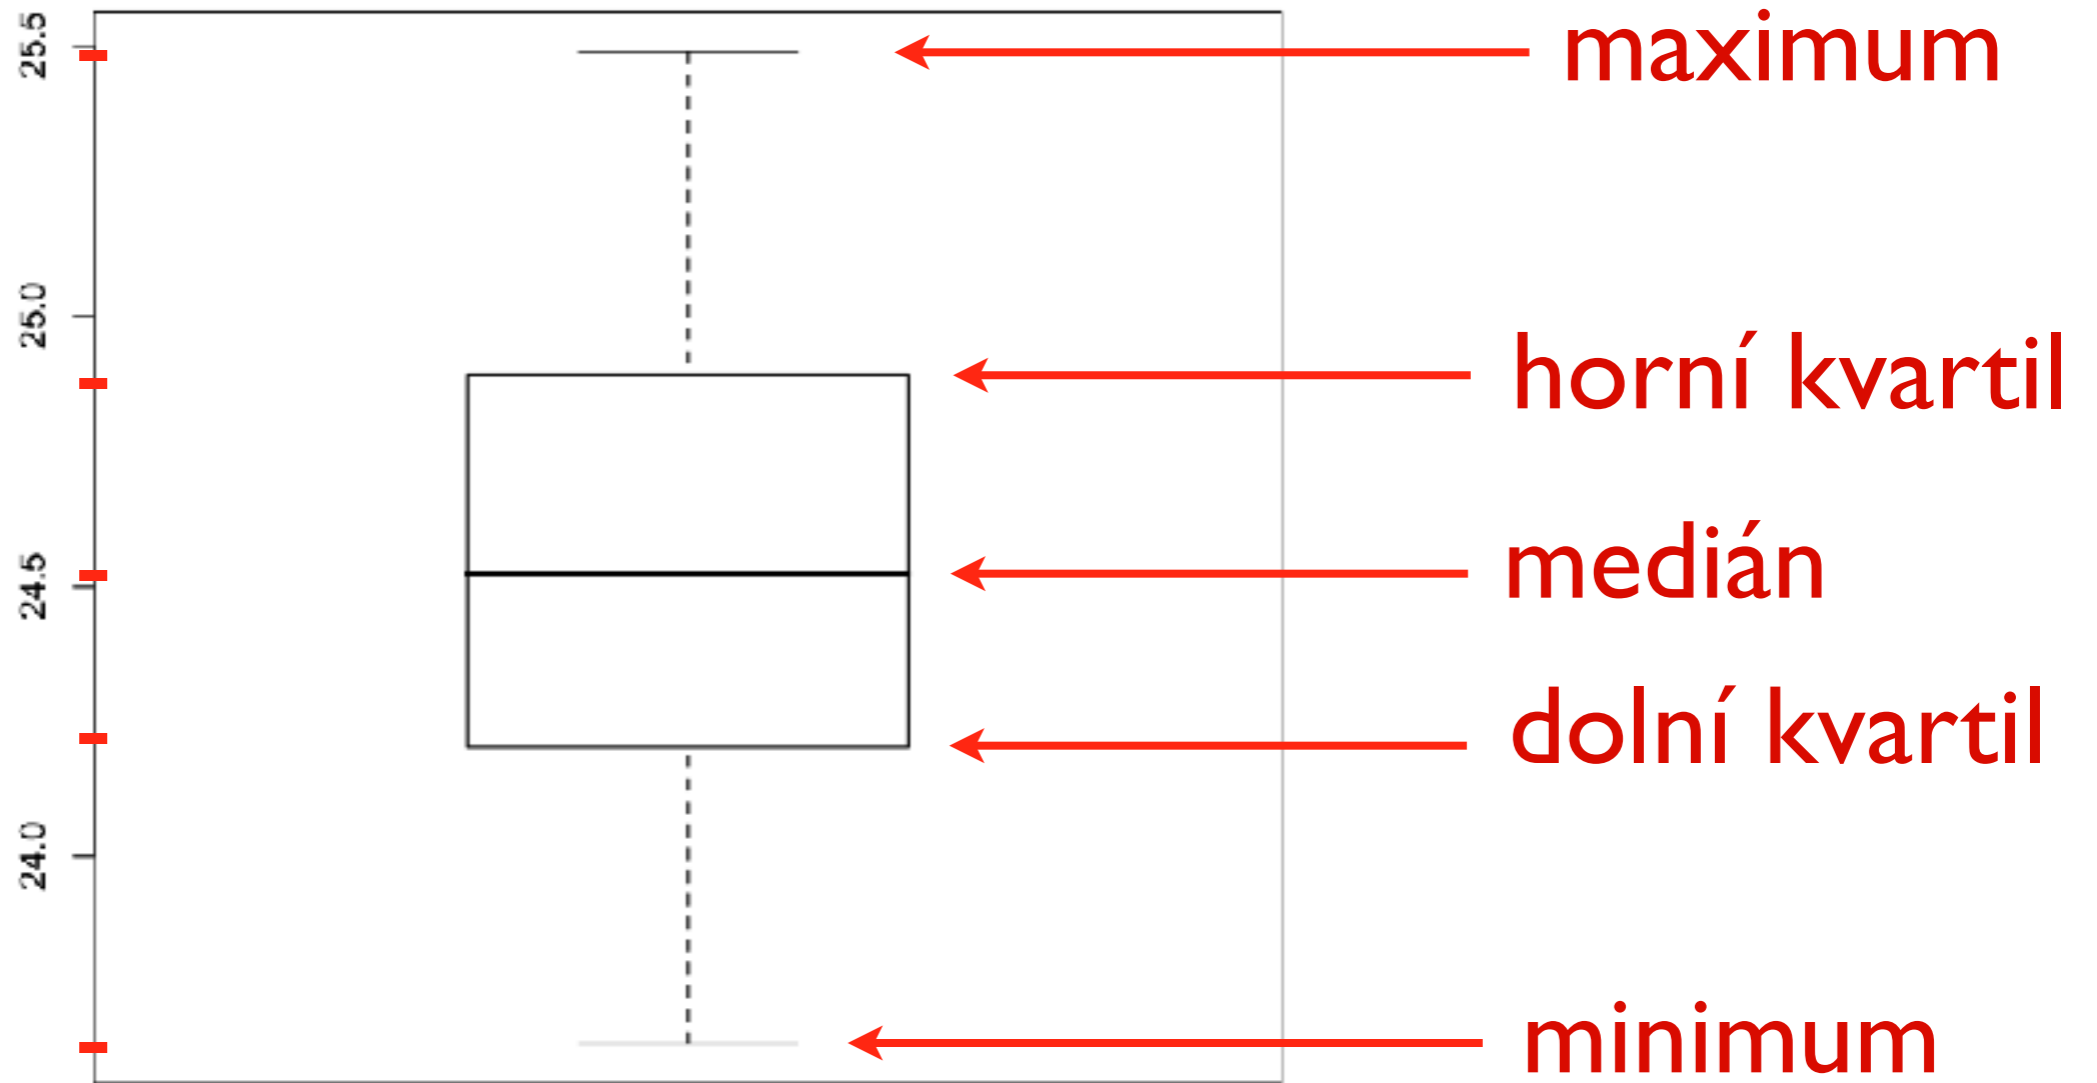 25.5
maximum
25.0
horní kvartil
24.5
medián
dolní kvartil
24.0
minimum